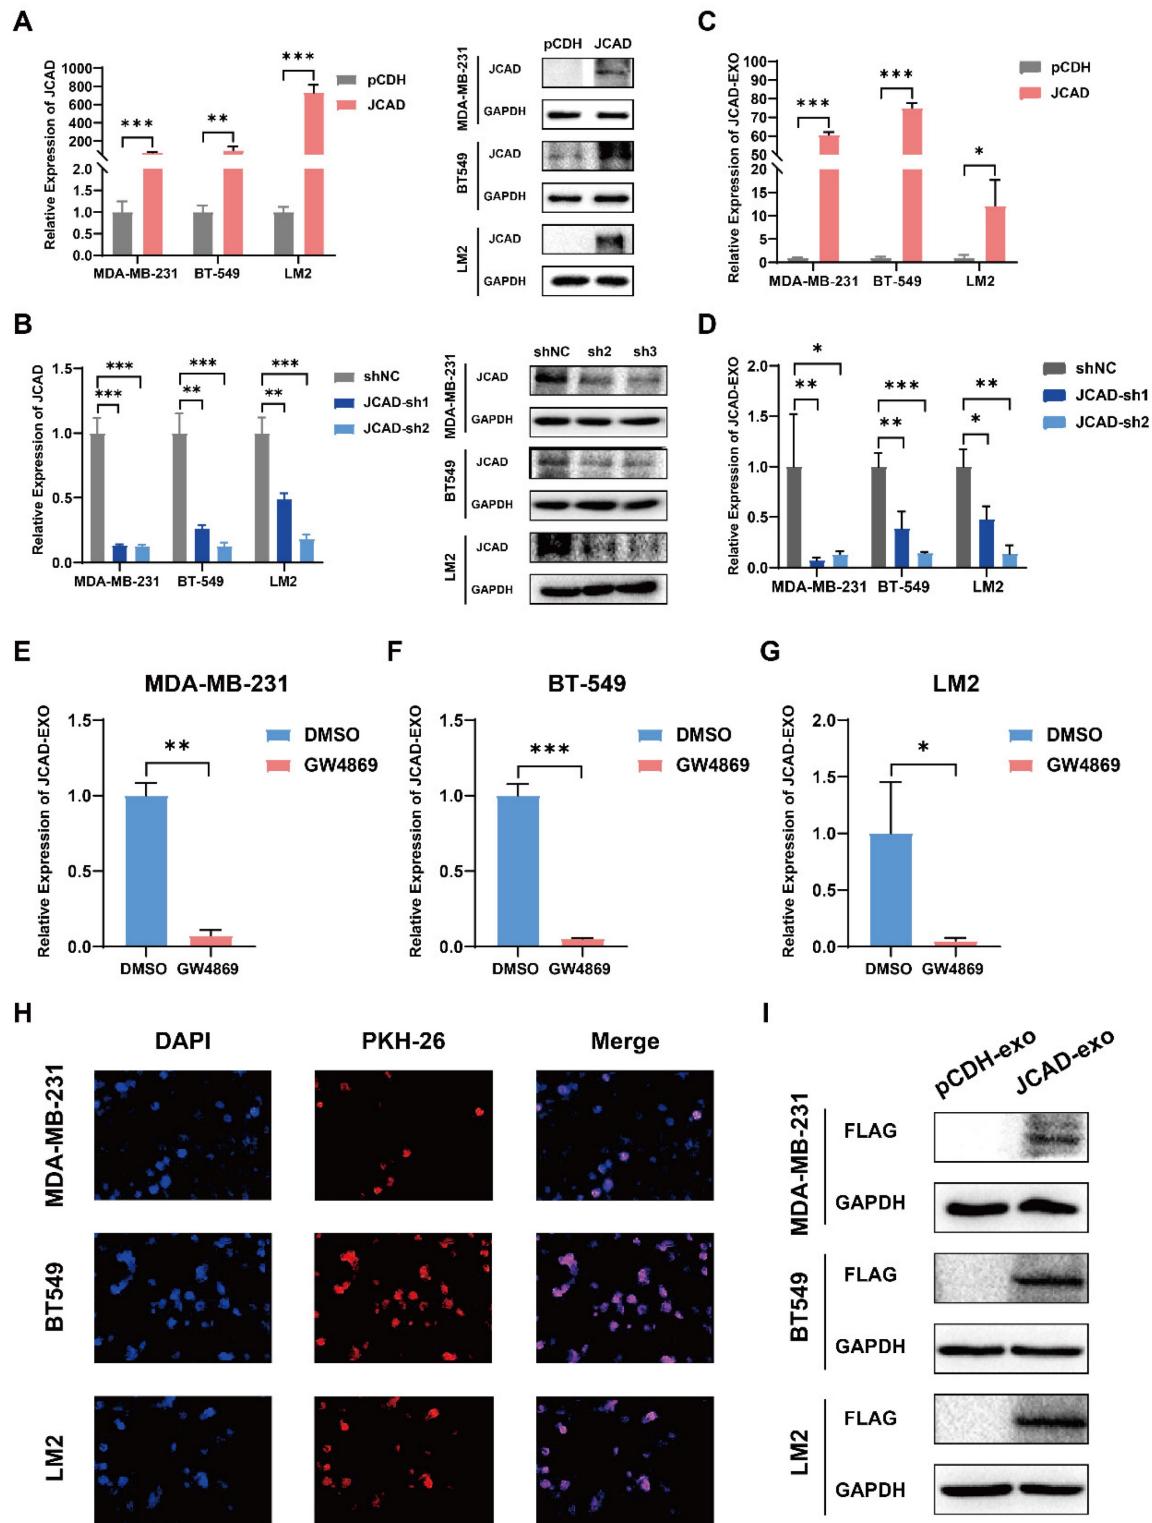 A
Relative Expression of JCAD
1000
800
600
400
200
2.0
1.5
1.0
0.5
0.0
***
**
***
MDA-MB-231
BT-549
LM2
pCDH
JCAD
pCDH
JCAD
MDA-MB-231
JCAD
GAPDH
BT549
JCAD
GAPDH
LM2
JCAD
GAPDH
C
Relative Expression of JCAD-EXO
100
90
80
70
60
50
20
15
10
5
0
***
***
*
MDA-MB-231
BT-549
LM2
pCDH
JCAD
B
Relative Expression of JCAD
1.5
1.0
0.5
0.0
***
***
***
**
***
**
MDA-MB-231
BT-549
LM2
shNC
JCAD-sh1
JCAD-sh2
shNC
sh2
sh3
MDA-MB-231
JCAD
GAPDH
BT549
JCAD
GAPDH
LM2
JCAD
GAPDH
D
Relative Expression of JCAD-EXO
2.0
1.5
1.0
0.5
0.0
*
**
***
**
**
*
MDA-MB-231
BT-549
LM2
shNC
JCAD-sh1
JCAD-sh2
E
MDA-MB-231
Relative Expression of JCAD-EXO
1.5
1.0
0.5
0.0
**
DMSO
GW4869
DMSO
GW4869
F
BT-549
Relative Expression of JCAD-EXO
1.5
1.0
0.5
0.0
***
DMSO
GW4869
DMSO
GW4869
G
LM2
Relative Expression of JCAD-EXO
2.0
1.5
1.0
0.5
0.0
*
DMSO
GW4869
DMSO
GW4869
H
DAPI
PKH-26
Merge
MDA-MB-231
BT549
LM2
I
pCDH-exo
JCAD-exo
MDA-MB-231
FLAG
GAPDH
BT549
FLAG
GAPDH
LM2
FLAG
GAPDH